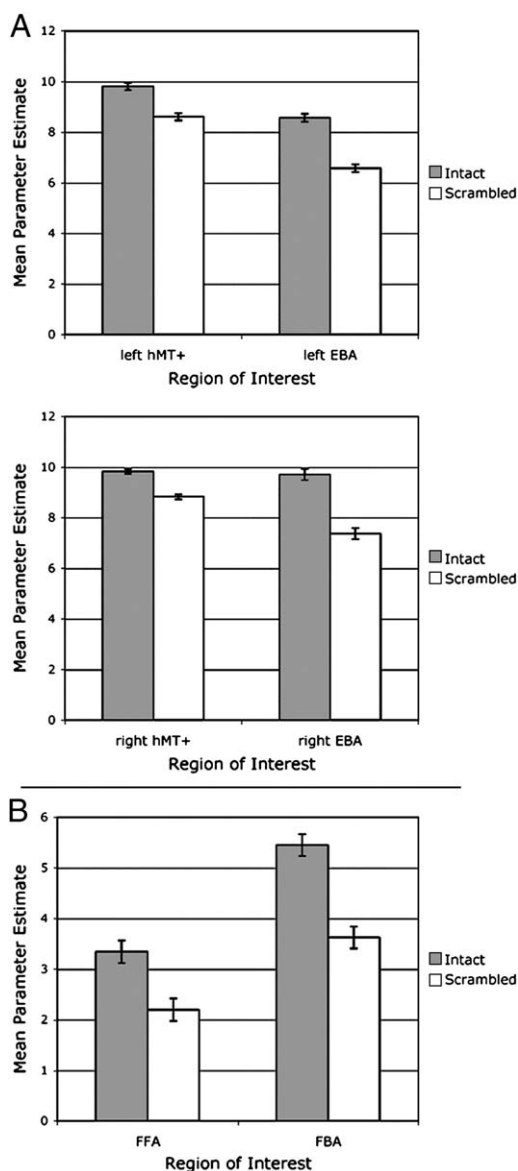 A
Mean Parameter Estimate
12
10
8
6
4
2
0
left hMT+ left EBA
Region of Interest
Intact
Scrambled
Mean Parameter Estimate
12
10
8
6
4
2
0
right hMT+ right EBA
Region of Interest
Intact
Scrambled
B
Mean Parameter Estimate
6
5
4
3
2
1
0
FFA FBA
Region of Interest
Intact
Scrambled